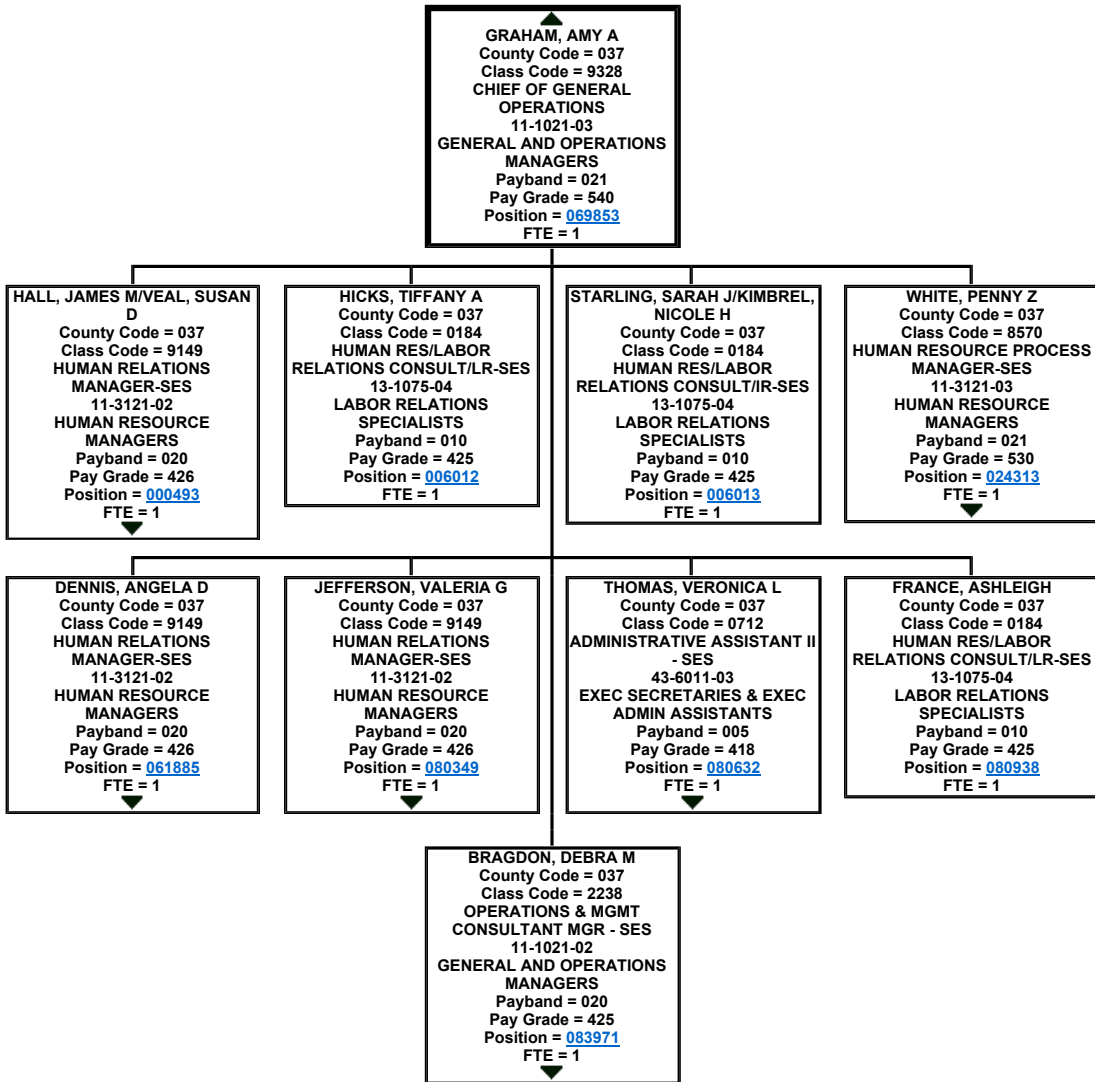 GRAHAM, AMY A
County Code = 037
Class Code = 9328
CHIEF OF GENERAL
OPERATIONS
11-1021-03
GENERAL AND OPERATIONS
MANAGERS
Payband = 021
Pay Grade = 540
Position = 069853
FTE = 1
HALL, JAMES M/VEAL, SUSAN
D
County Code = 037
Class Code = 9149
HUMAN RELATIONS
MANAGER-SES
11-3121-02
HUMAN RESOURCE
MANAGERS
Payband = 020
Pay Grade = 426
Position = 000493
FTE = 1
HICKS, TIFFANY A
County Code = 037
Class Code = 0184
HUMAN RES/LABOR
RELATIONS CONSULT/LR-SES
13-1075-04
LABOR RELATIONS
SPECIALISTS
Payband = 010
Pay Grade = 425
Position = 006012
FTE = 1
STARLING, SARAH J/KIMBREL,
NICOLE H
County Code = 037
Class Code = 0184
HUMAN RES/LABOR
RELATIONS CONSULT/IR-SES
13-1075-04
LABOR RELATIONS
SPECIALISTS
Payband = 010
Pay Grade = 425
Position = 006013
FTE = 1
WHITE, PENNY Z
County Code = 037
Class Code = 8570
HUMAN RESOURCE PROCESS
MANAGER-SES
11-3121-03
HUMAN RESOURCE
MANAGERS
Payband = 021
Pay Grade = 530
Position = 024313
FTE = 1
DENNIS, ANGELA D
County Code = 037
Class Code = 9149
HUMAN RELATIONS
MANAGER-SES
11-3121-02
HUMAN RESOURCE
MANAGERS
Payband = 020
Pay Grade = 426
Position = 061885
FTE = 1
JEFFERSON, VALERIA G
County Code = 037
Class Code = 9149
HUMAN RELATIONS
MANAGER-SES
11-3121-02
HUMAN RESOURCE
MANAGERS
Payband = 020
Pay Grade = 426
Position = 080349
FTE = 1
THOMAS, VERONICA L
County Code = 037
Class Code = 0712
ADMINISTRATIVE ASSISTANT II
- SES
43-6011-03
EXEC SECRETARIES & EXEC
ADMIN ASSISTANTS
Payband = 005
Pay Grade = 418
Position = 080632
FTE = 1
FRANCE, ASHLEIGH
County Code = 037
Class Code = 0184
HUMAN RES/LABOR
RELATIONS CONSULT/LR-SES
13-1075-04
LABOR RELATIONS
SPECIALISTS
Payband = 010
Pay Grade = 425
Position = 080938
FTE = 1
BRAGDON, DEBRA M
County Code = 037
Class Code = 2238
OPERATIONS & MGMT
CONSULTANT MGR - SES
11-1021-02
GENERAL AND OPERATIONS
MANAGERS
Payband = 020
Pay Grade = 425
Position = 083971
FTE = 1